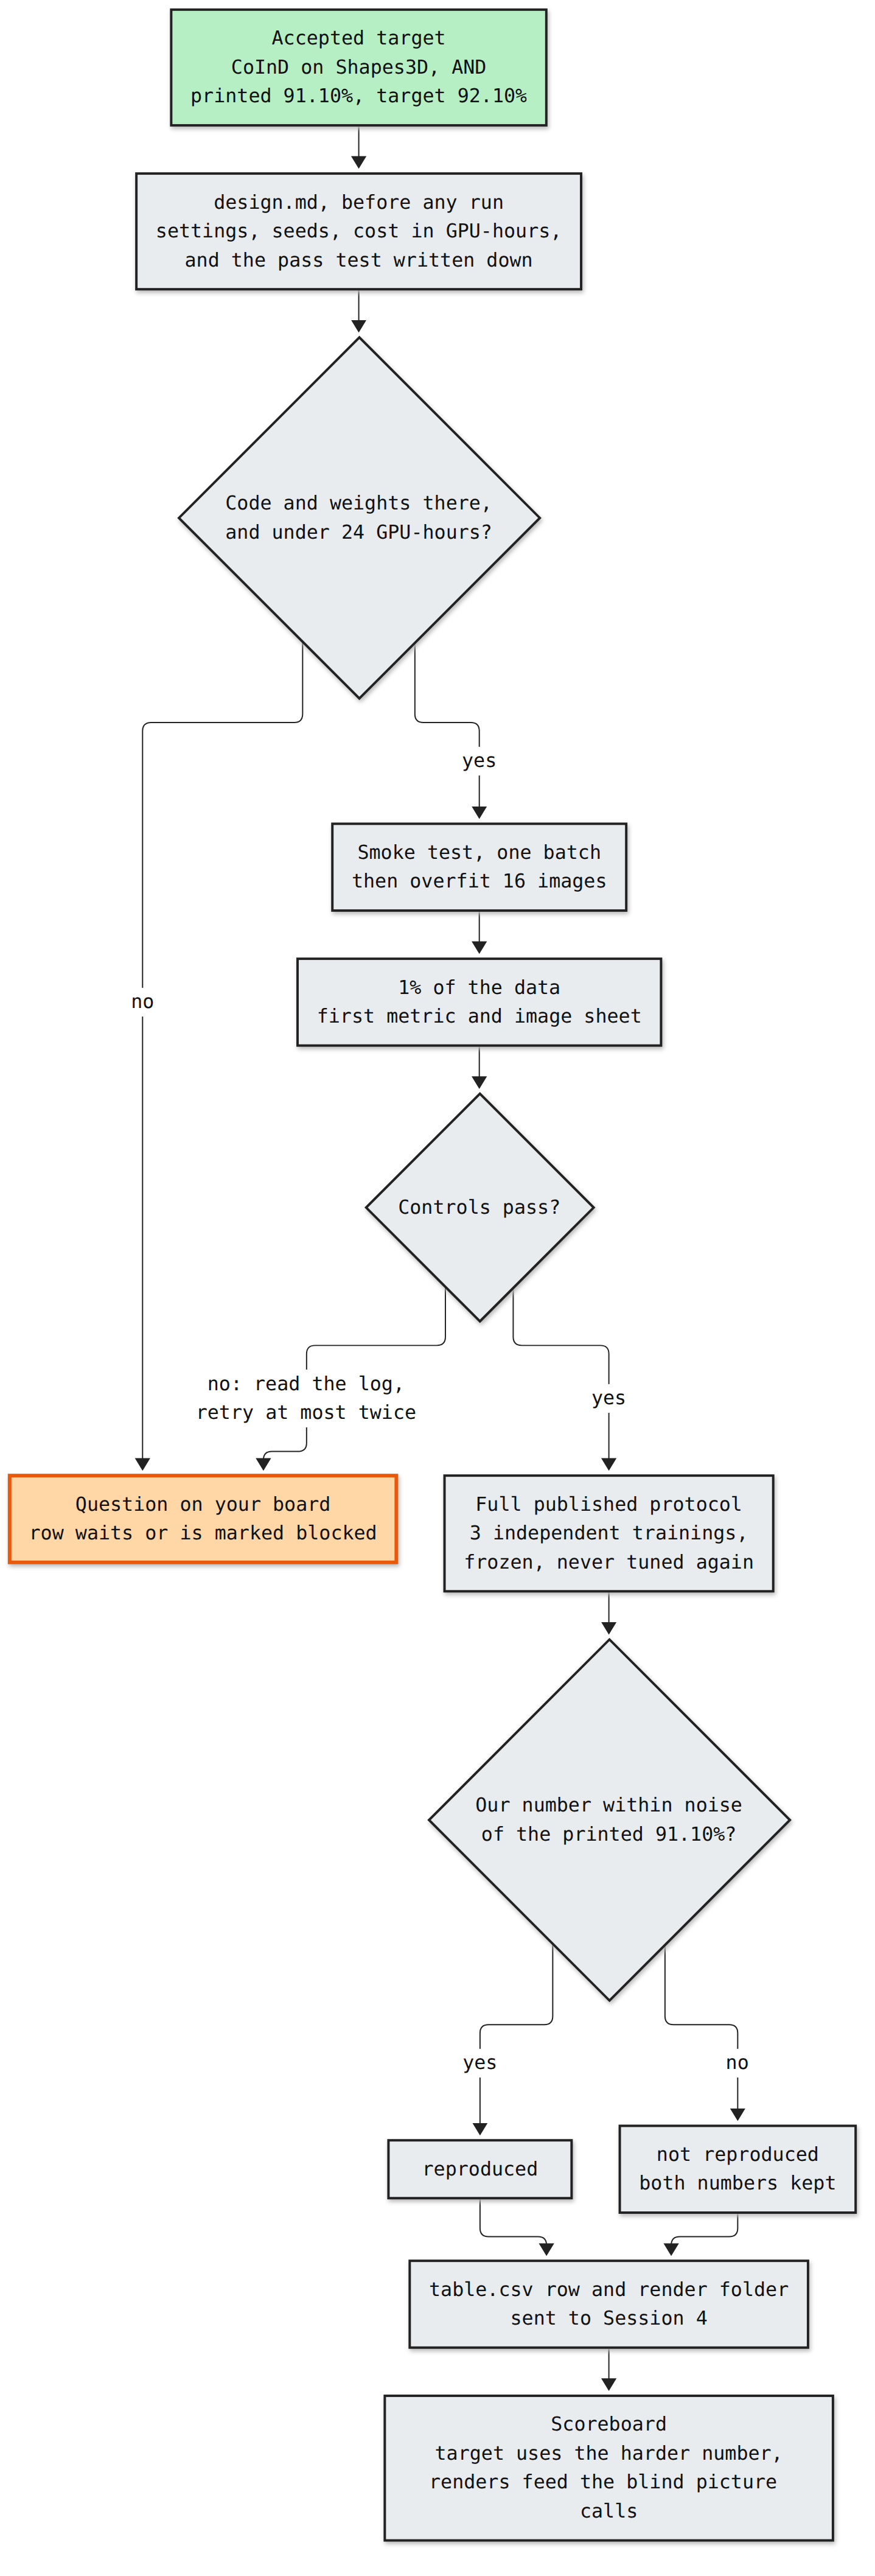 Accepted target
CoInD on Shapes3D, AND
printed 91.10%, target 92.10%
design.md, before any run
settings, seeds, cost in GPU-hours,
and the pass test written down
Code and weights there,
and under 24 GPU-hours?
yes
Smoke test, one batch
then overfit 16 images
1% of the data
first metric and image sheet
no
Controls pass?
no: read the log,
retry at most twice
yes
Question on your board
row waits or is marked blocked
Full published protocol
3 independent trainings,
frozen, never tuned again
Our number within noise
of the printed 91.10%?
yes
no
reproduced
not reproduced
both numbers kept
table.csv row and render folder
sent to Session 4
Scoreboard
target uses the harder number,
renders feed the blind picture
calls